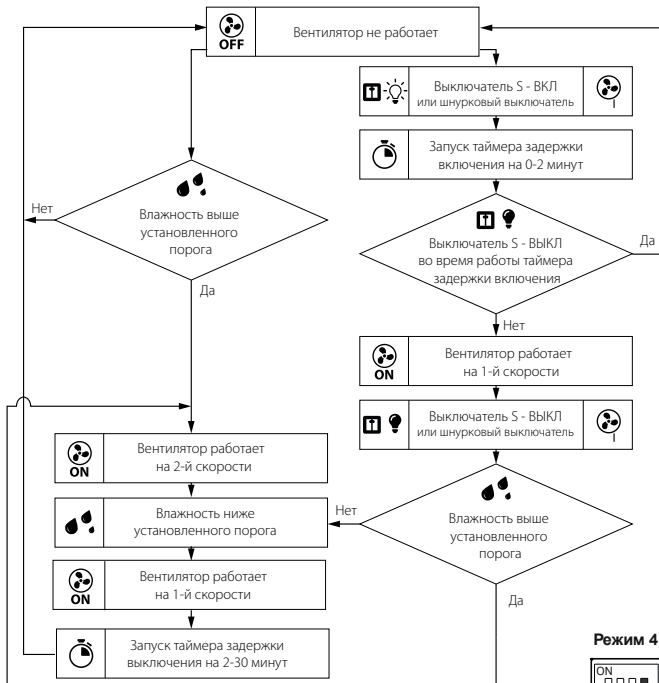 OFF
Вентилятор не работает
Выключатель S - ВКЛ
или шнурковый выключатель
Запуск таймера задержки
включения на 0-2 минут
Нет
Влажность выше
установленного
порога
Да
Выключатель S - ВЫКЛ
во время работы таймера
задержки включения
Да
Нет
ON
Вентилятор работает
на 1-й скорости
Выключатель S - ВЫКЛ
или шнурковый выключатель
ON
Вентилятор работает
на 2-й скорости
Влажность ниже
установленного порога
Нет
Влажность выше
установленного
порога
Да
ON
Вентилятор работает
на 1-й скорости
Запуск таймера задержки
выключения на 2-30 минут
Режим 4
ON